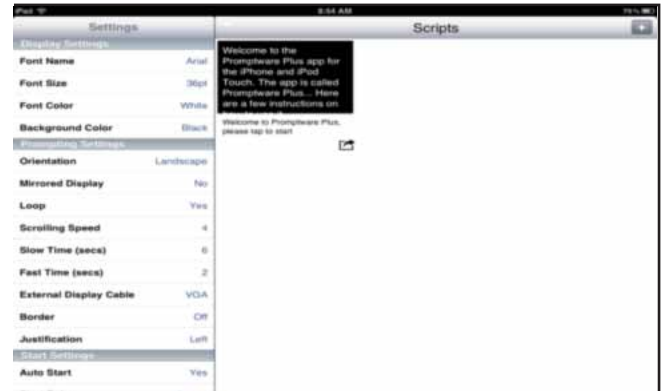 iPad
8:54 AM
Settings
Scripts
+
Display Settings
Font Name Arial
Font Size 36pt
Font Color White
Background Color Black
Prompting Settings
Orientation Landscape
Mirrored Display No
Loop Yes
Scrolling Speed 4
Slow Time (secs) 6
Fast Time (secs) 2
External Display Cable VGA
Border Off
Justification Left
Start Settings
Auto Start Yes
Welcome to the
Promptware Plus app for
the iPhone and iPod
Touch. The app is called
Promptware Plus... Here
are a few instructions on
Welcome to Promptware Plus,
please tap to start